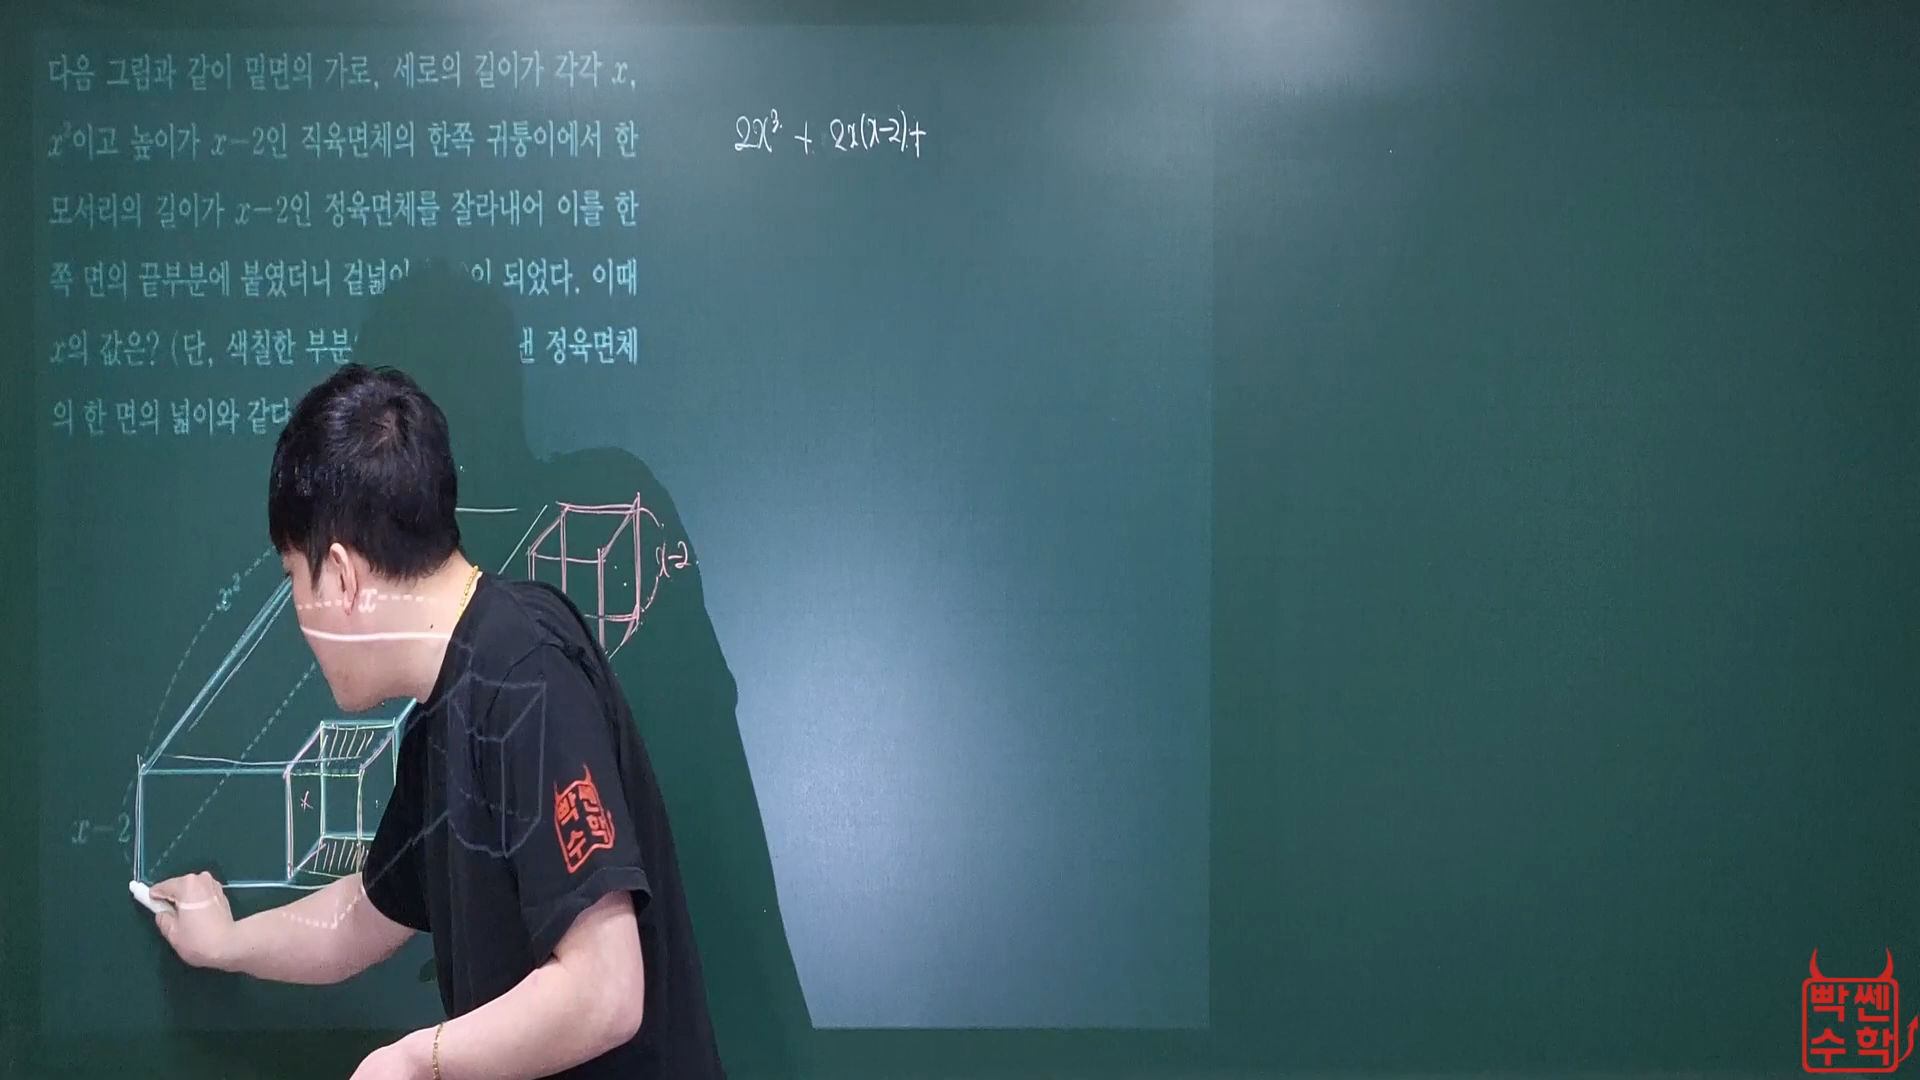 다음 그림과 같이 밑면의 가로, 세로의 길이가 각각 x,
x²이고 높이가 x-2인 직육면체의 한쪽 귀퉁이에서 한
모서리의 길이가 x-2인 정육면체를 잘라내어 이를 한
쪽 면의 끝부분에 붙였더니 겉넓이 되었다. 이때
x의 값은? (단, 색칠한 부분 정육면체
의 한 면의 넓이와 같다
2x³ + 2x(x-2)+
x-2
x²
x
x-2
빡쎈
수학
빡쎈
수학